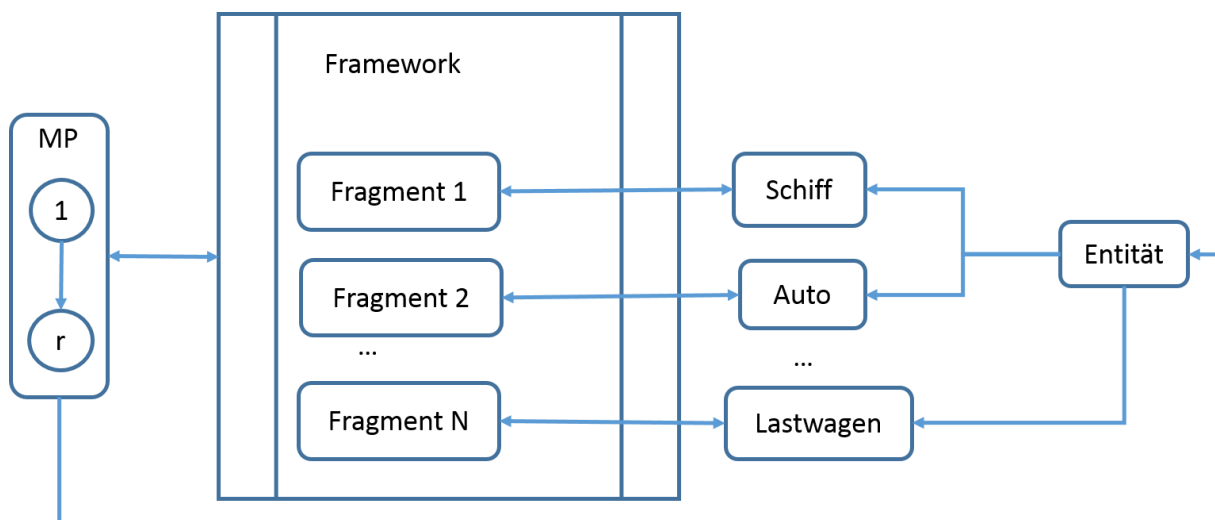 Framework
MP
1
r
Fragment 1
Schiff
Entität
Fragment 2
Auto
...
...
Fragment N
Lastwagen